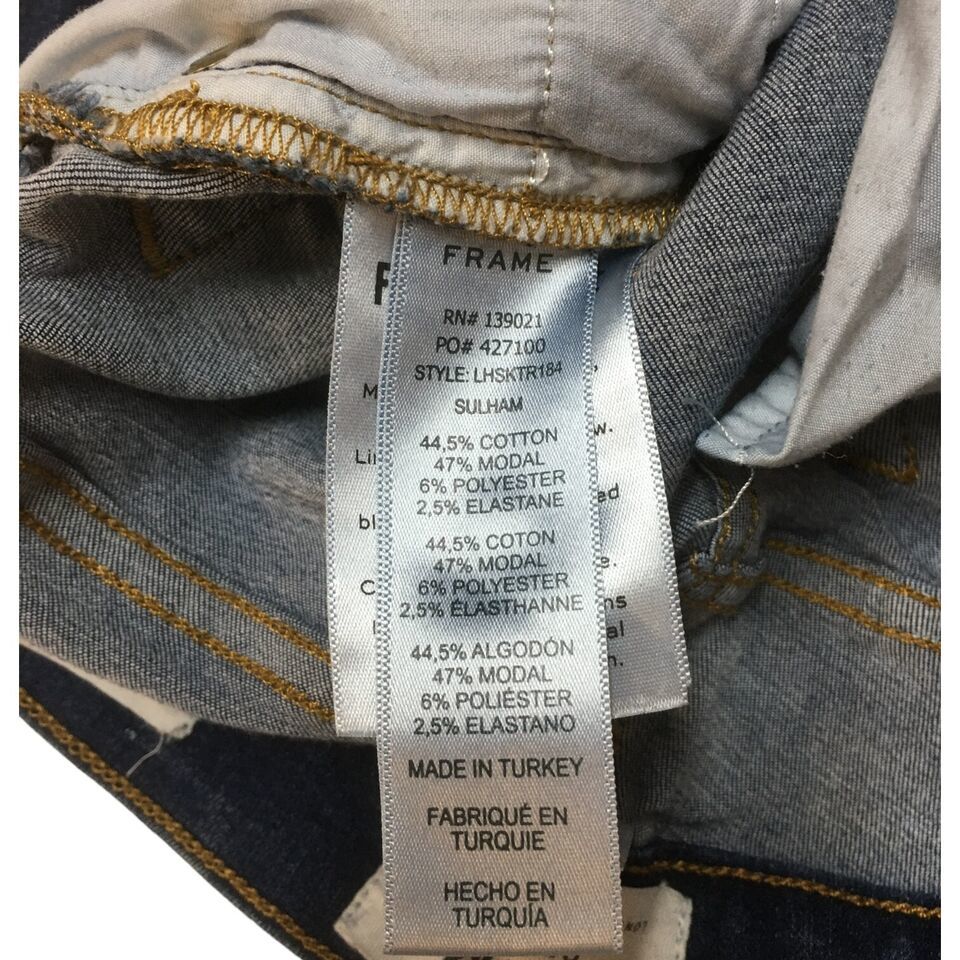 FRAME
RN# 139021
PO# 427100
STYLE: LHSKTR184
SULHAM
44,5% COTTON
47% MODAL
6% POLYESTER
2,5% ELASTANE
44,5% COTON
47% MODAL
6% POLYESTER
2,5% ÉLASTHANNE
44,5% ALGODÓN
47% MODAL
6% POLIÉSTER
2,5% ELASTANO
MADE IN TURKEY
FABRIQUÉ EN
TURQUIE
HECHO EN
TURQUÍA